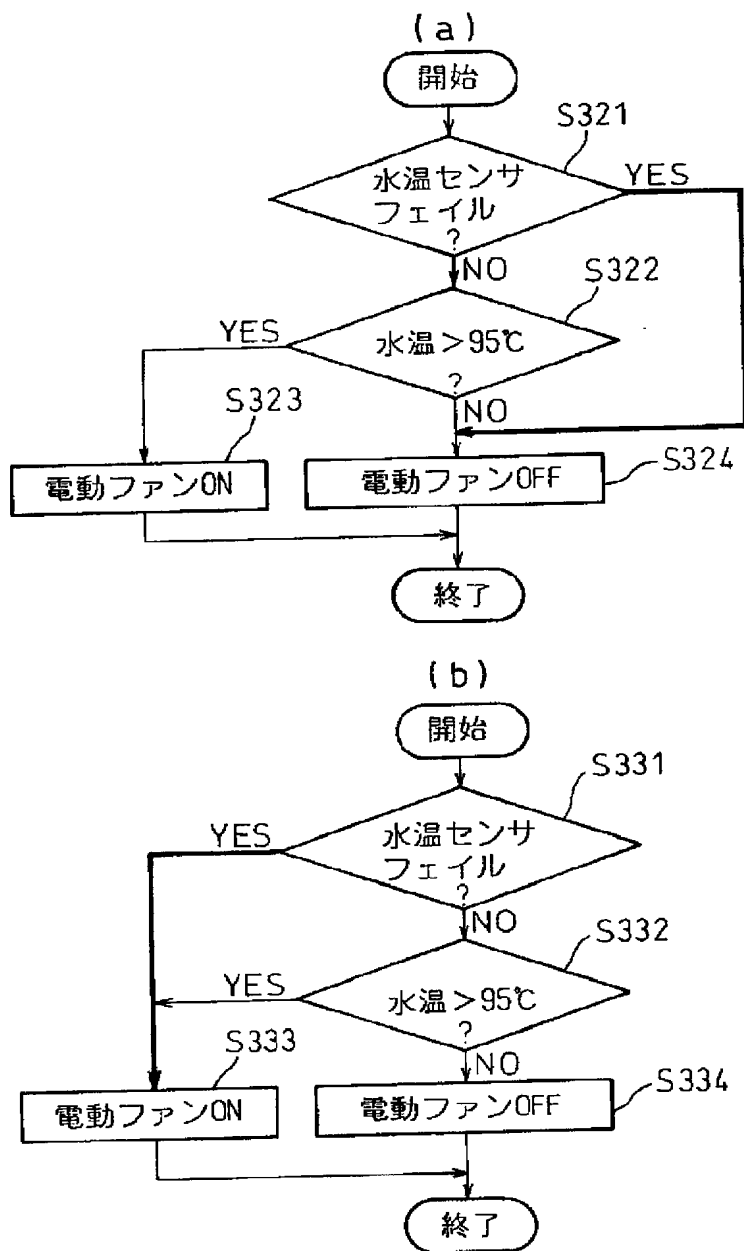 (a)
開始
S321
水温センサ
フェイル
?
YES
NO
S322
水温>95℃
?
YES
NO
S323
電動ファンON
電動ファンOFF
S324
終了
(b)
開始
S331
水温センサ
フェイル
?
YES
NO
S332
水温>95℃
?
YES
NO
S333
電動ファンON
電動ファンOFF
S334
終了